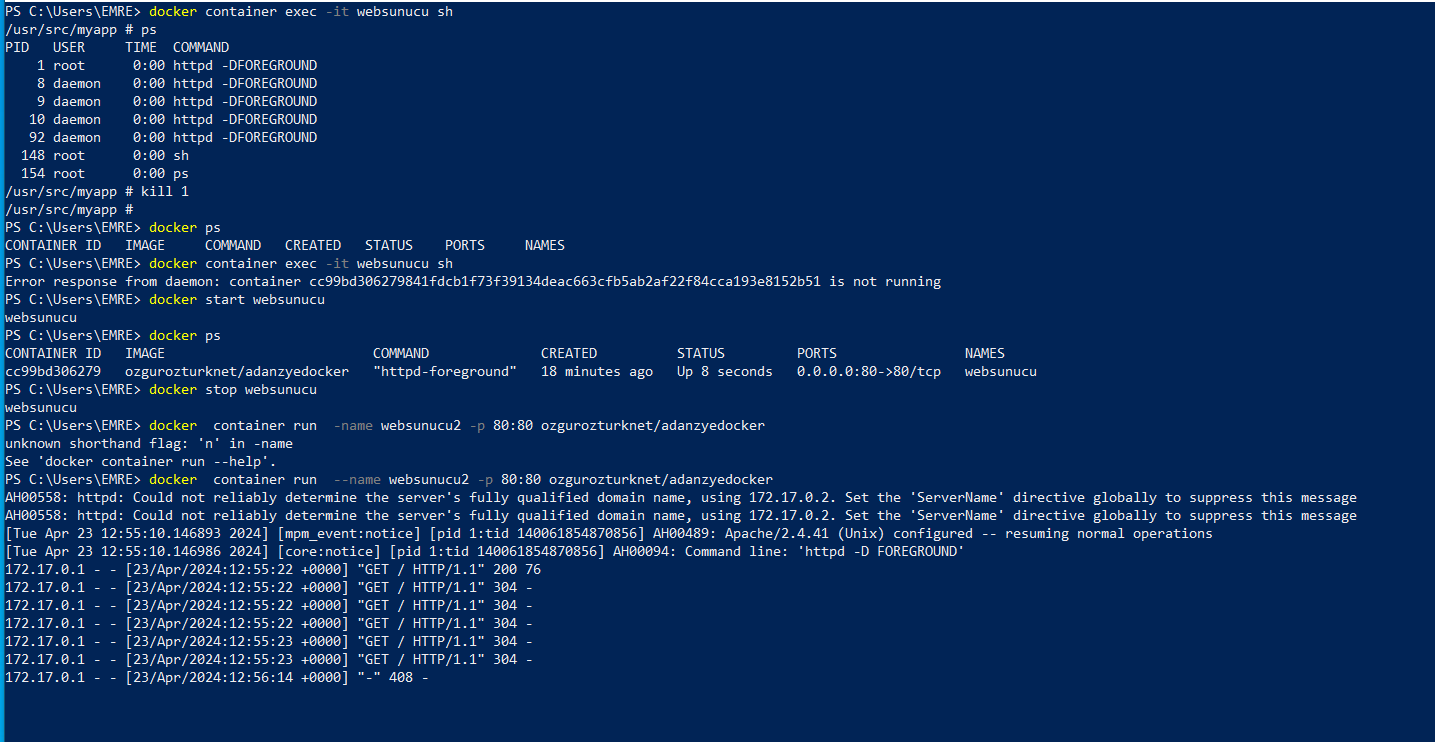 PS C:\Users\EMRE> docker container exec -it websunucu sh
/usr/src/myapp # ps
PID   USER     TIME  COMMAND
    1 root      0:00 httpd -DFOREGROUND
    8 daemon    0:00 httpd -DFOREGROUND
    9 daemon    0:00 httpd -DFOREGROUND
   10 daemon    0:00 httpd -DFOREGROUND
   92 daemon    0:00 httpd -DFOREGROUND
  148 root      0:00 sh
  154 root      0:00 ps
/usr/src/myapp # kill 1
/usr/src/myapp #
PS C:\Users\EMRE> docker ps
CONTAINER ID   IMAGE     COMMAND   CREATED   STATUS    PORTS     NAMES
PS C:\Users\EMRE> docker container exec -it websunucu sh
Error response from daemon: container cc99bd306279841fdcb1f73f39134deac663cfb5ab2af22f84cca193e8152b51 is not running
PS C:\Users\EMRE> docker start websunucu
websunucu
PS C:\Users\EMRE> docker ps
CONTAINER ID   IMAGE                          COMMAND              CREATED          STATUS         PORTS                NAMES
cc99bd306279   ozgurozturknet/adanzyedocker   "httpd-foreground"   18 minutes ago   Up 8 seconds   0.0.0.0:80->80/tcp   websunucu
PS C:\Users\EMRE> docker stop websunucu
websunucu
PS C:\Users\EMRE> docker  container run  -name websunucu2 -p 80:80 ozgurozturknet/adanzyedocker
unknown shorthand flag: 'n' in -name
See 'docker container run --help'.
PS C:\Users\EMRE> docker  container run  --name websunucu2 -p 80:80 ozgurozturknet/adanzyedocker
AH00558: httpd: Could not reliably determine the server's fully qualified domain name, using 172.17.0.2. Set the 'ServerName' directive globally to suppress this message
AH00558: httpd: Could not reliably determine the server's fully qualified domain name, using 172.17.0.2. Set the 'ServerName' directive globally to suppress this message
[Tue Apr 23 12:55:10.146893 2024] [mpm_event:notice] [pid 1:tid 140061854870856] AH00489: Apache/2.4.41 (Unix) configured -- resuming normal operations
[Tue Apr 23 12:55:10.146986 2024] [core:notice] [pid 1:tid 140061854870856] AH00094: Command line: 'httpd -D FOREGROUND'
172.17.0.1 - - [23/Apr/2024:12:55:22 +0000] "GET / HTTP/1.1" 200 76
172.17.0.1 - - [23/Apr/2024:12:55:22 +0000] "GET / HTTP/1.1" 304 -
172.17.0.1 - - [23/Apr/2024:12:55:22 +0000] "GET / HTTP/1.1" 304 -
172.17.0.1 - - [23/Apr/2024:12:55:22 +0000] "GET / HTTP/1.1" 304 -
172.17.0.1 - - [23/Apr/2024:12:55:23 +0000] "GET / HTTP/1.1" 304 -
172.17.0.1 - - [23/Apr/2024:12:55:23 +0000] "GET / HTTP/1.1" 304 -
172.17.0.1 - - [23/Apr/2024:12:56:14 +0000] "-" 408 -